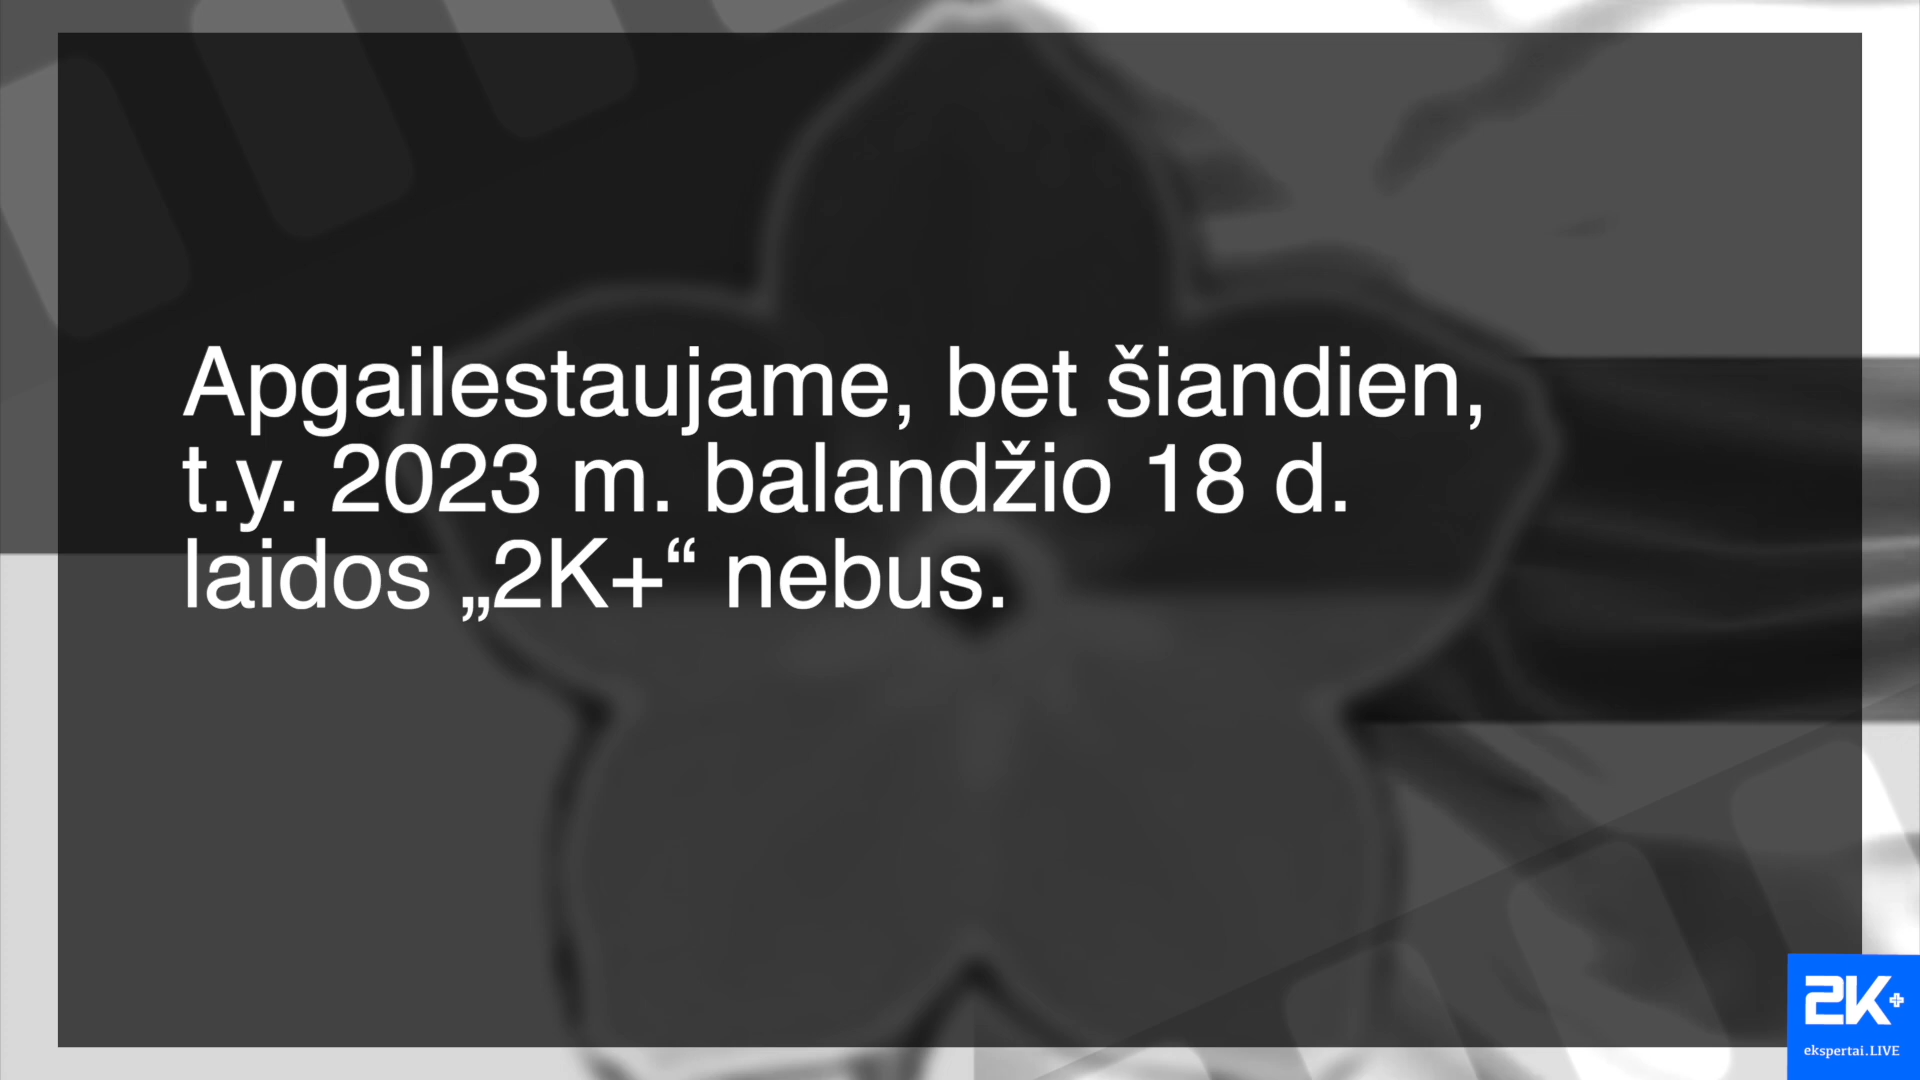 Apgailestaujame, bet šiandien,
t.y. 2023 m. balandžio 18 d.
laidos „2K+“ nebus.
2K+
ekspertai.LIVE